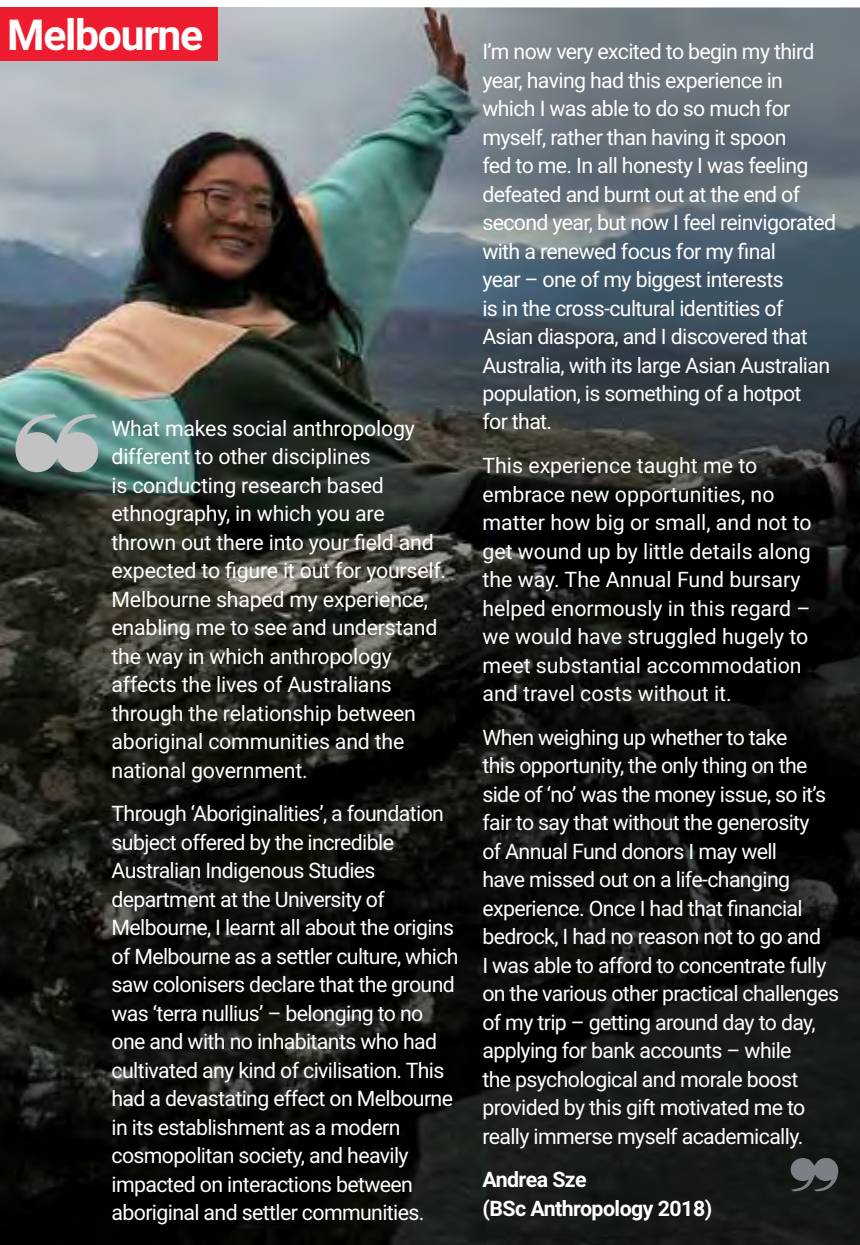 Melbourne
“
What makes social anthropology
different to other disciplines
is conducting research based
ethnography, in which you are
thrown out there into your field and
expected to figure it out for yourself.
Melbourne shaped my experience,
enabling me to see and understand
the way in which anthropology
affects the lives of Australians
through the relationship between
aboriginal communities and the
national government.
Through ‘Aboriginalities’, a foundation
subject offered by the incredible
Australian Indigenous Studies
department at the University of
Melbourne, I learnt all about the origins
of Melbourne as a settler culture, which
saw colonisers declare that the ground
was ‘terra nullius’ – belonging to no
one and with no inhabitants who had
cultivated any kind of civilisation. This
had a devastating effect on Melbourne
in its establishment as a modern
cosmopolitan society, and heavily
impacted on interactions between
aboriginal and settler communities.
I’m now very excited to begin my third
year, having had this experience in
which I was able to do so much for
myself, rather than having it spoon
fed to me. In all honesty I was feeling
defeated and burnt out at the end of
second year, but now I feel reinvigorated
with a renewed focus for my final
year – one of my biggest interests
is in the cross-cultural identities of
Asian diaspora, and I discovered that
Australia, with its large Asian Australian
population, is something of a hotpot
for that.
This experience taught me to
embrace new opportunities, no
matter how big or small, and not to
get wound up by little details along
the way. The Annual Fund bursary
helped enormously in this regard –
we would have struggled hugely to
meet substantial accommodation
and travel costs without it.
When weighing up whether to take
this opportunity, the only thing on the
side of ‘no’ was the money issue, so it’s
fair to say that without the generosity
of Annual Fund donors I may well
have missed out on a life-changing
experience. Once I had that financial
bedrock, I had no reason not to go and
I was able to afford to concentrate fully
on the various other practical challenges
of my trip – getting around day to day,
applying for bank accounts – while
the psychological and morale boost
provided by this gift motivated me to
really immerse myself academically.
”
Andrea Sze
(BSc Anthropology 2018)